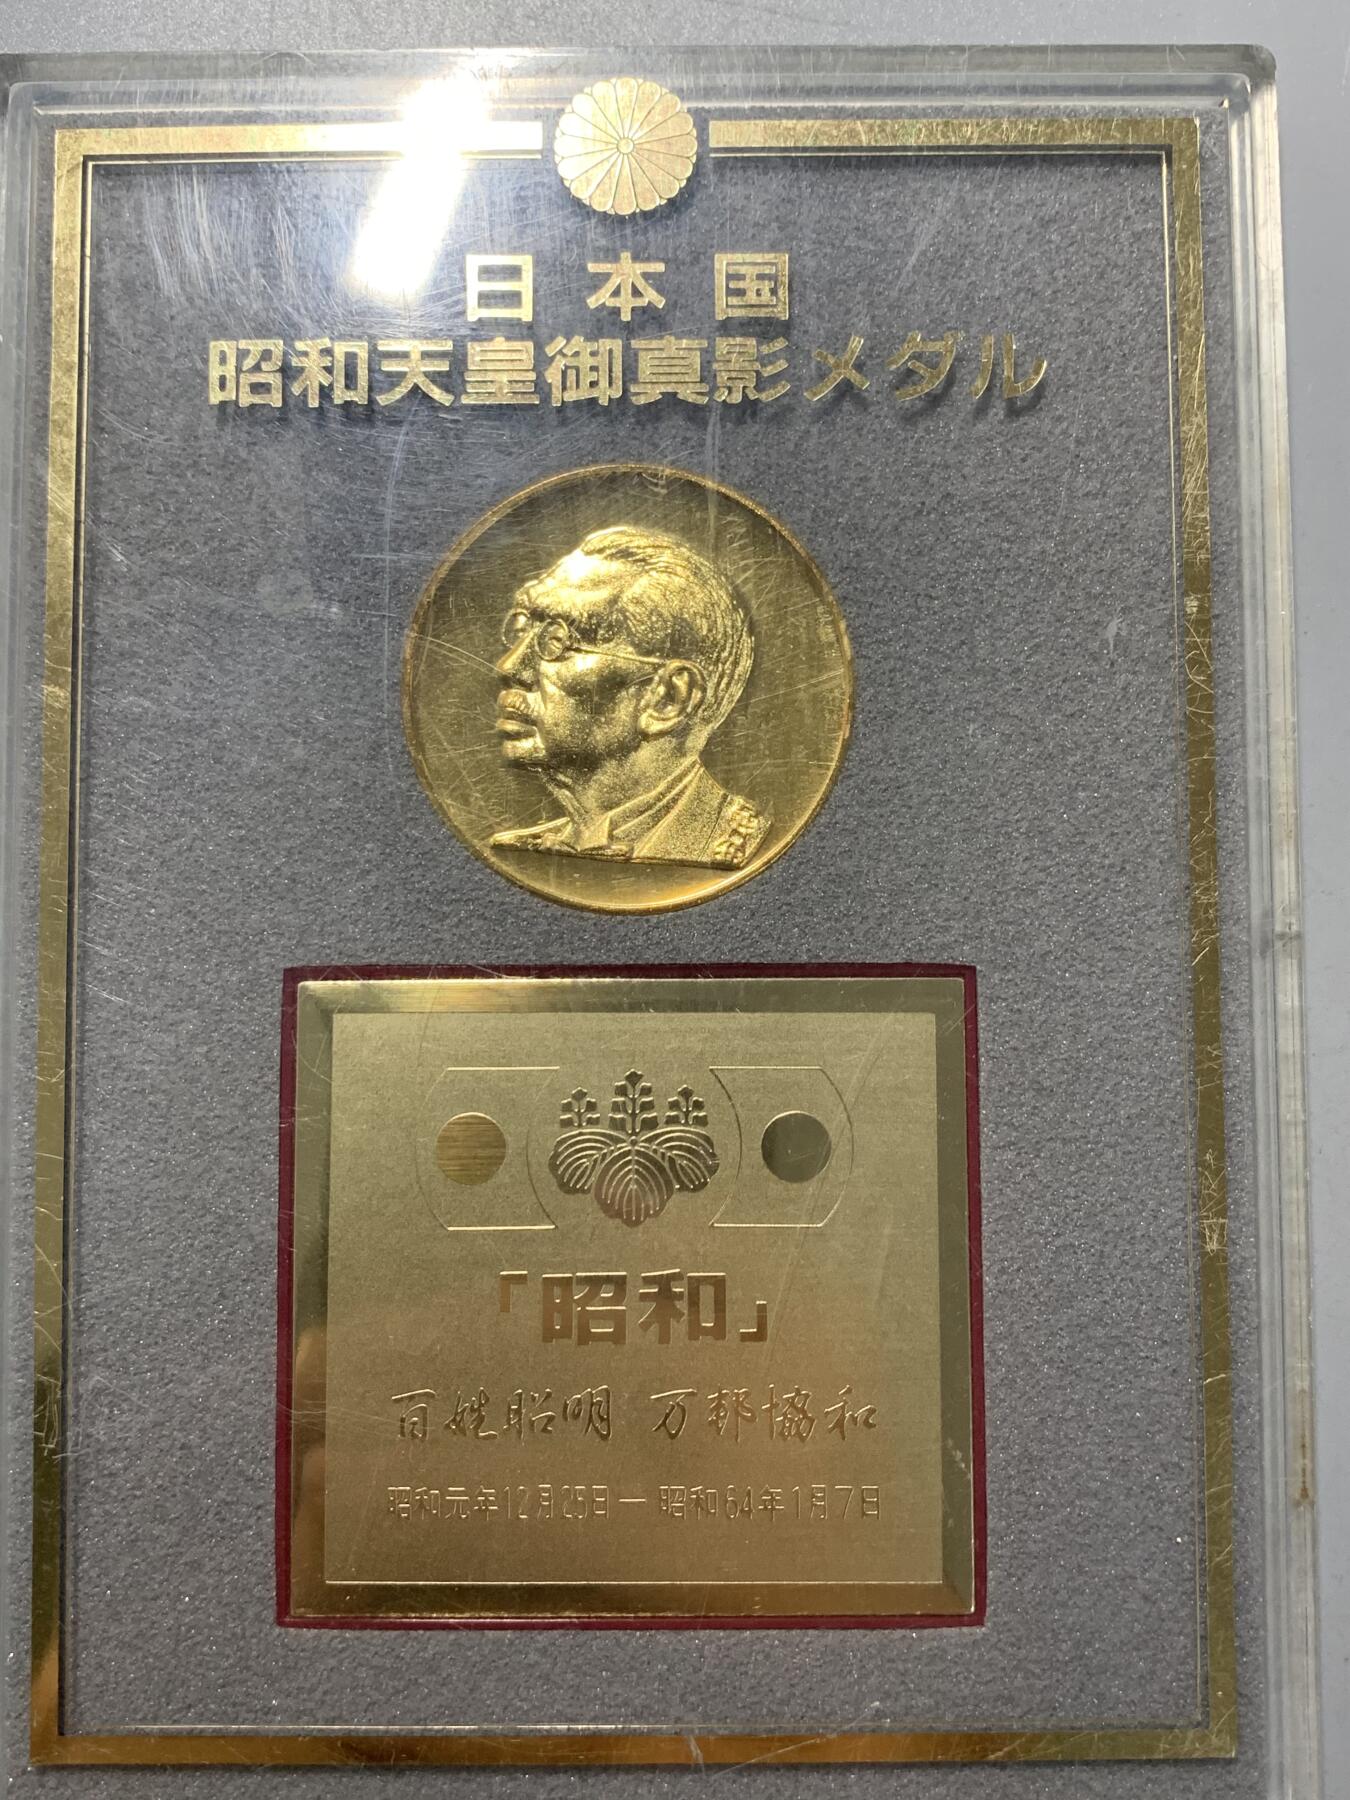 日本国
昭和天皇御真影メダル
「昭和」
百姓昭明 万邦協和
昭和元年12月25日ー昭和64年1月7日